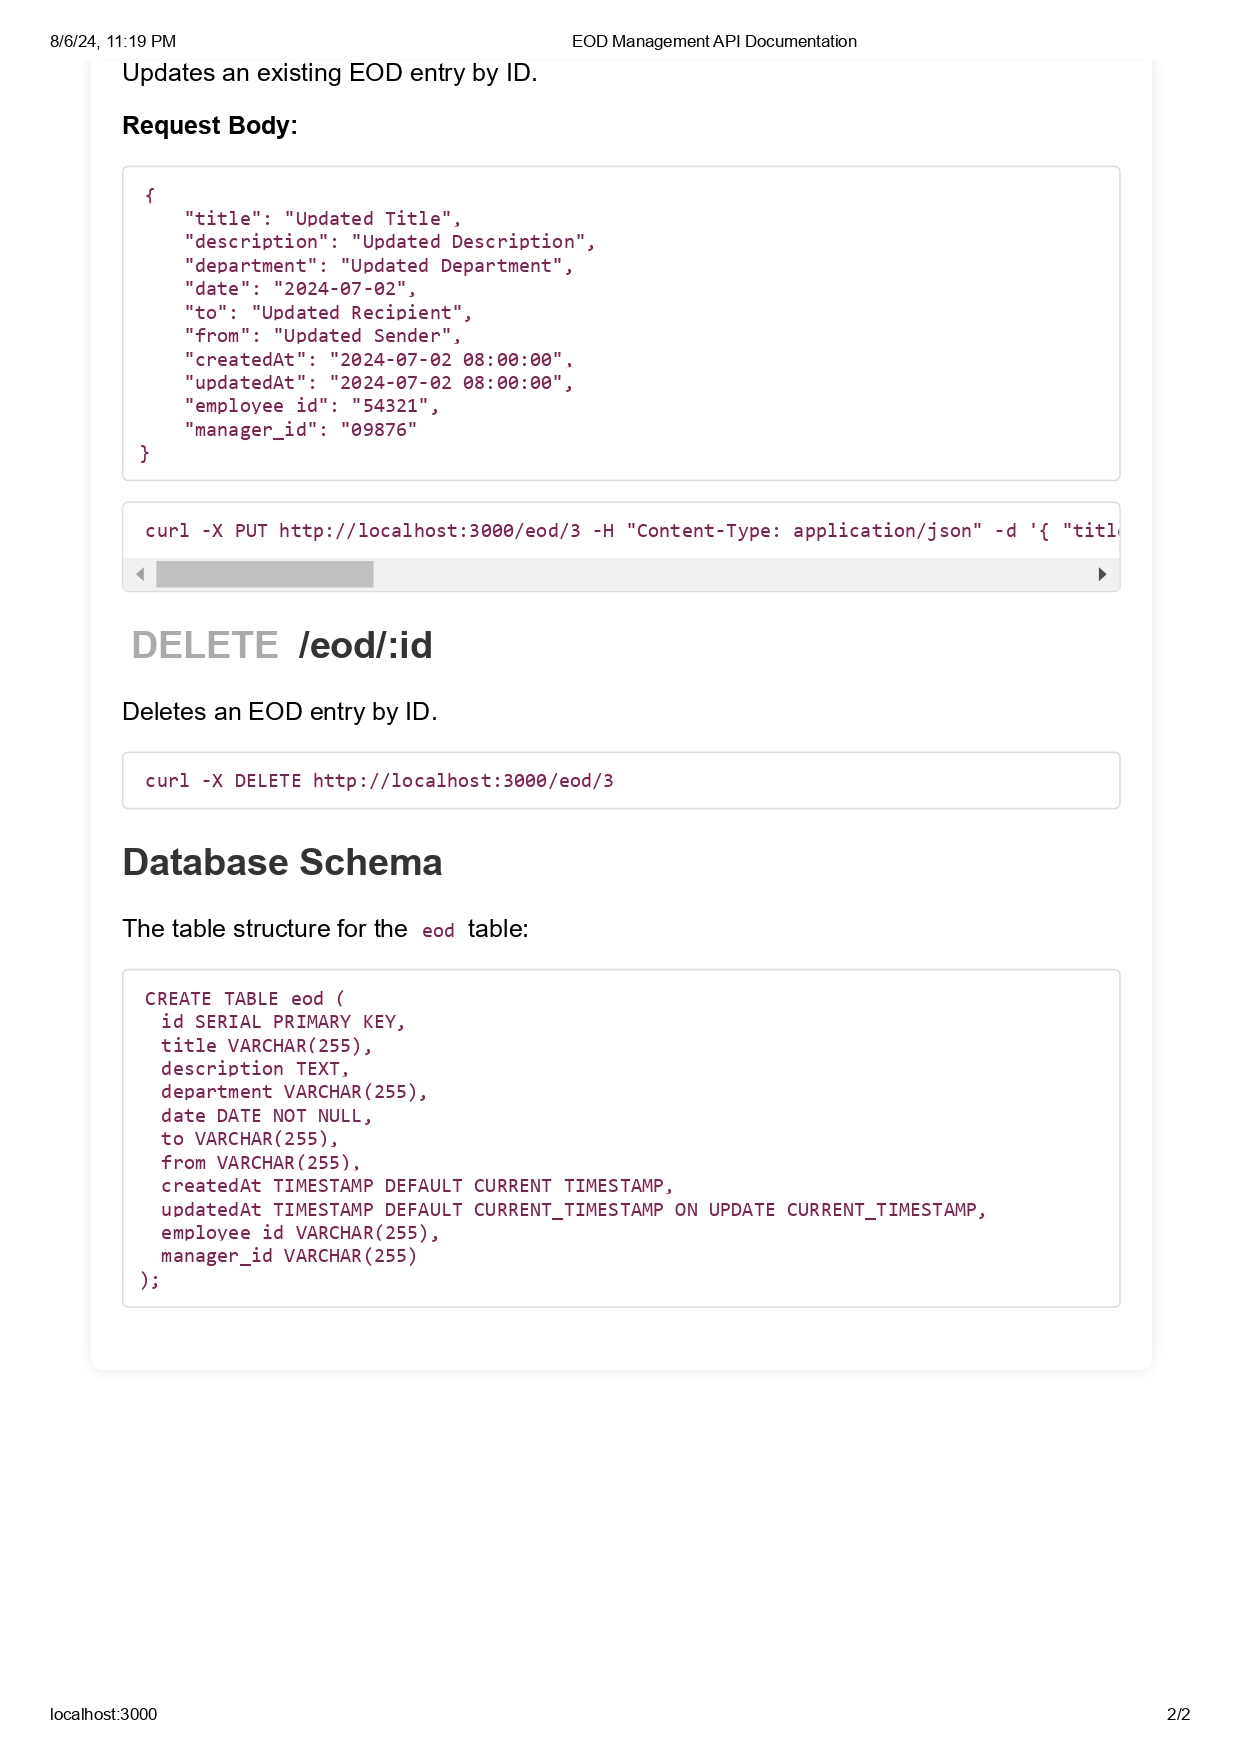 8/6/24, 11:19 PM EOD Management API Documentation
Updates an existing EOD entry by ID.
Request Body:
{
    "title": "Updated Title",
    "description": "Updated Description",
    "department": "Updated Department",
    "date": "2024-07-02",
    "to": "Updated Recipient",
    "from": "Updated Sender",
    "createdAt": "2024-07-02 08:00:00",
    "updatedAt": "2024-07-02 08:00:00",
    "employee_id": "54321",
    "manager_id": "09876"
}
curl -X PUT http://localhost:3000/eod/3 -H "Content-Type: application/json" -d '{ "titl
DELETE /eod/:id
Deletes an EOD entry by ID.
curl -X DELETE http://localhost:3000/eod/3
Database Schema
The table structure for the eod table:
CREATE TABLE eod (
  id SERIAL PRIMARY KEY,
  title VARCHAR(255),
  description TEXT,
  department VARCHAR(255),
  date DATE NOT NULL,
  to VARCHAR(255),
  from VARCHAR(255),
  createdAt TIMESTAMP DEFAULT CURRENT_TIMESTAMP,
  updatedAt TIMESTAMP DEFAULT CURRENT_TIMESTAMP ON UPDATE CURRENT_TIMESTAMP,
  employee_id VARCHAR(255),
  manager_id VARCHAR(255)
);
localhost:3000 2/2